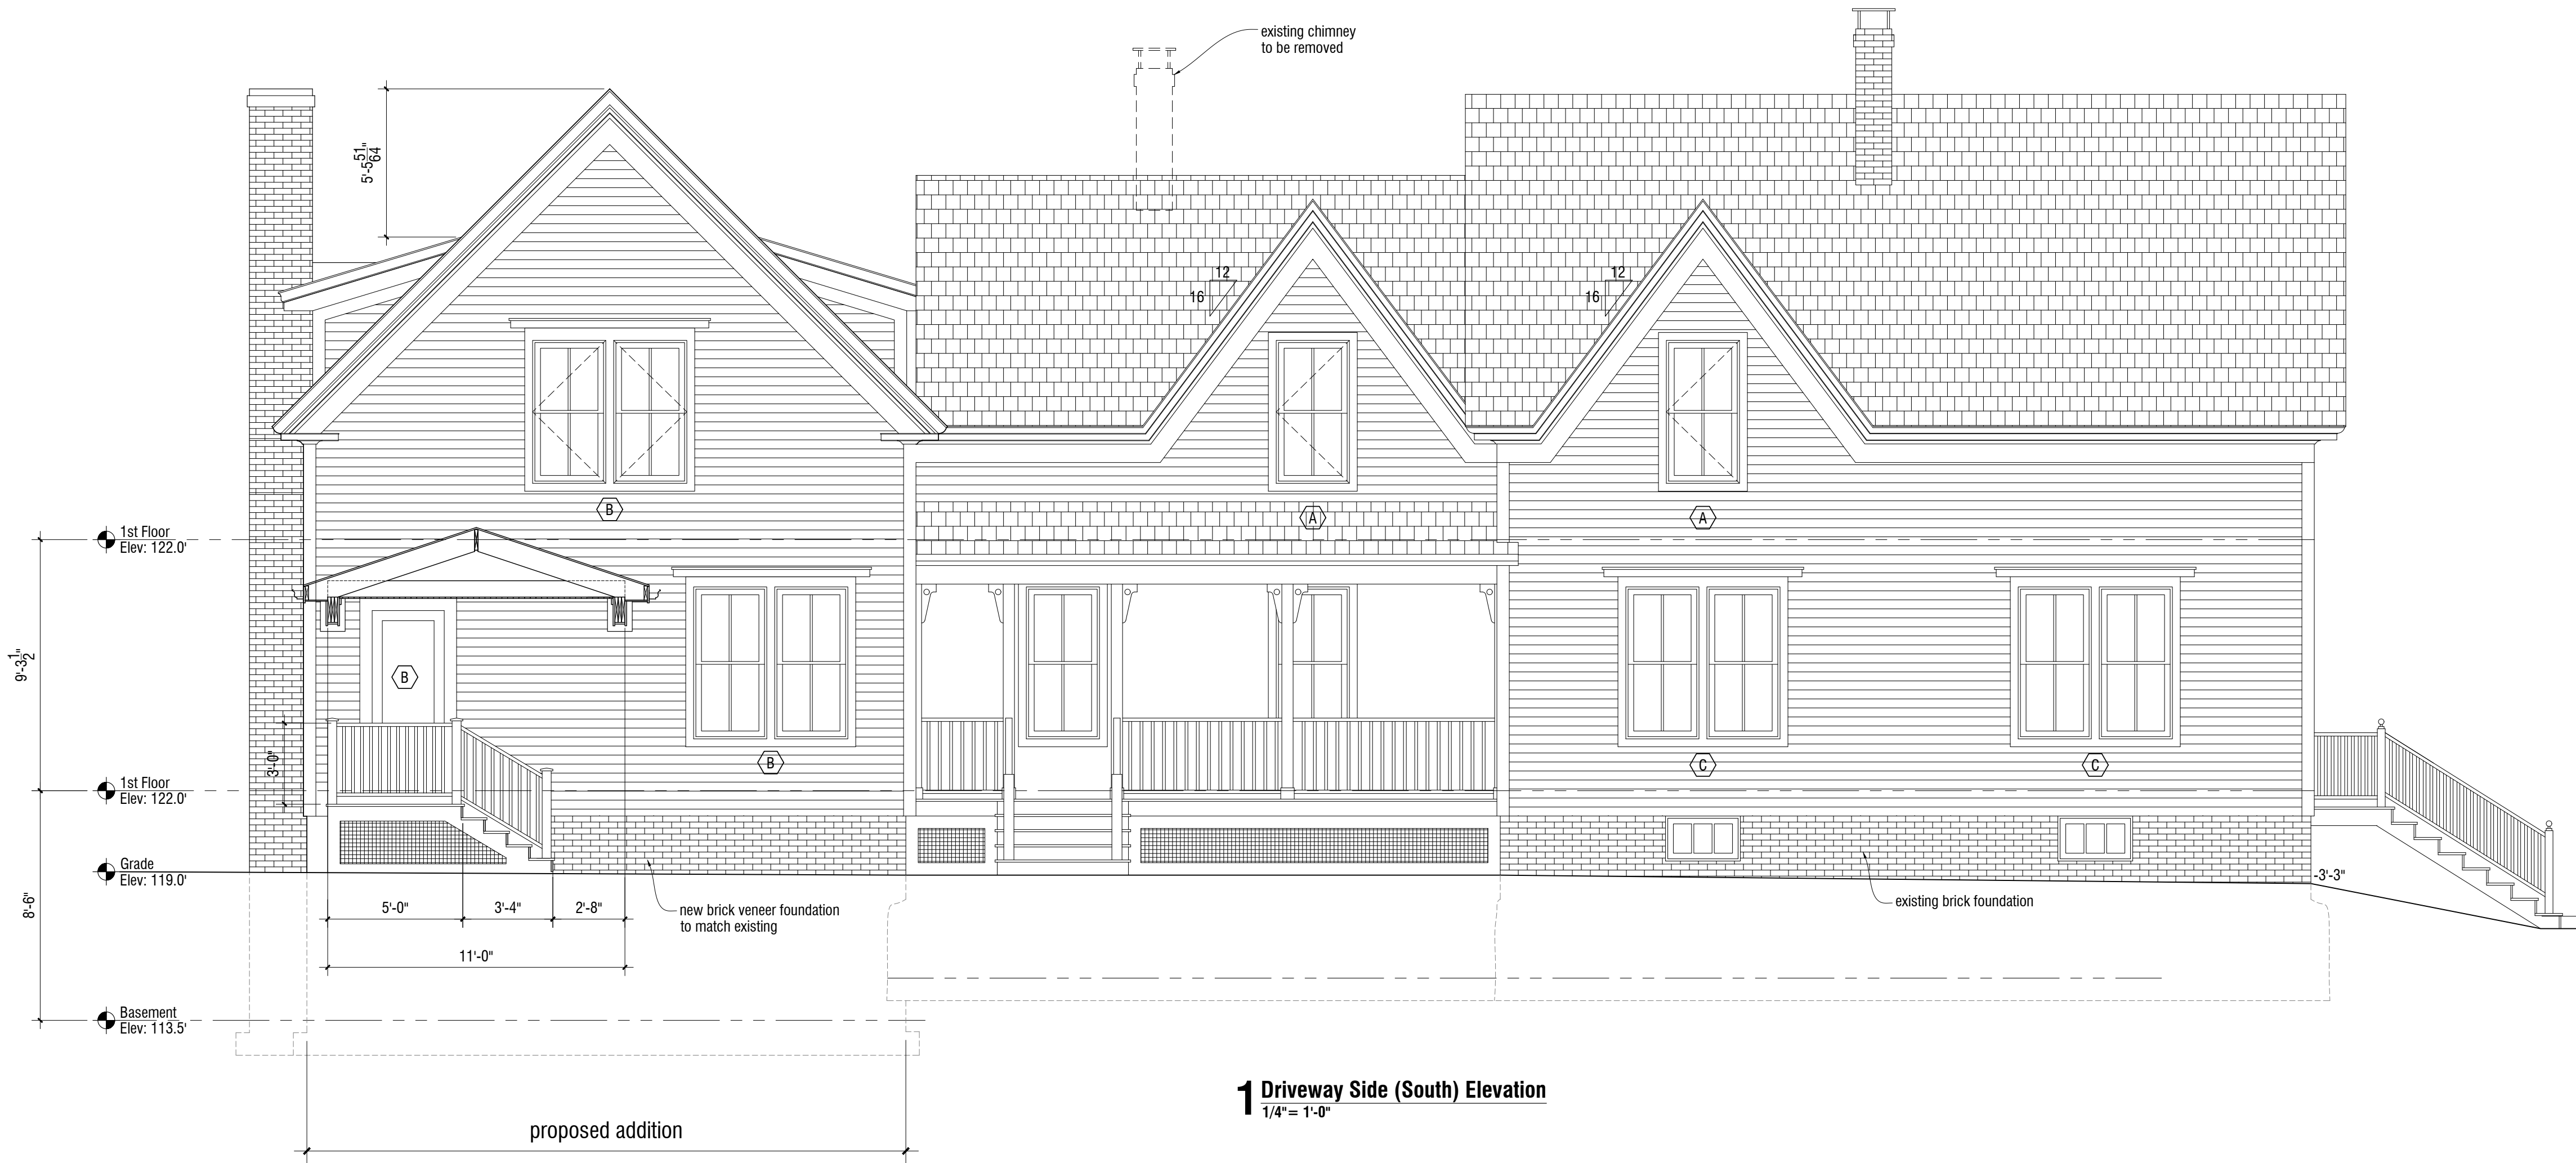 existing chimney
to be removed
5'-5 51/64"
12
16
12
16
B
A
A
1st Floor
Elev: 122.0'
9'-3 1/2"
B
B
C
C
3'-0"
1st Floor
Elev: 122.0'
Grade
Elev: 119.0'
-3'-3"
8'-6"
5'-0"
3'-4"
2'-8"
new brick veneer foundation
to match existing
existing brick foundation
11'-0"
Basement
Elev: 113.5'
1 Driveway Side (South) Elevation
1/4"= 1'-0"
proposed addition